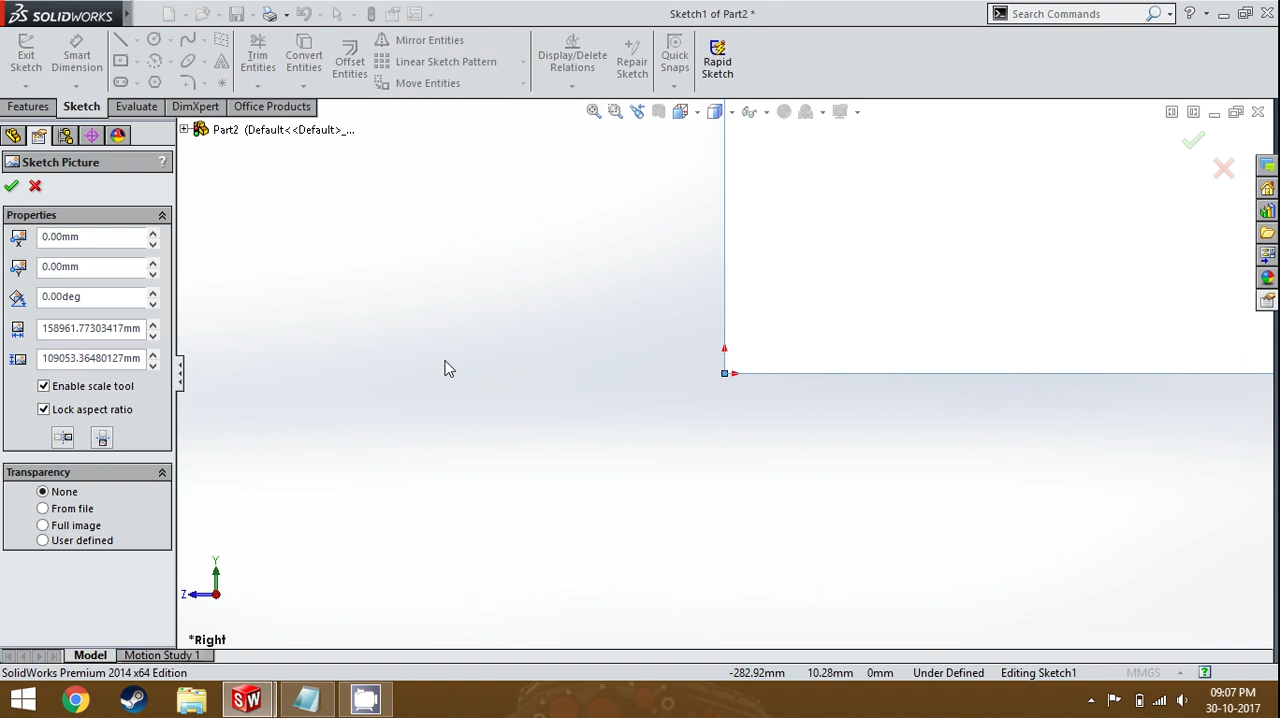 SOLIDWORKS
Sketch1 of Part2 *
Search Commands
Exit Sketch
Smart Dimension
Trim Entities
Convert Entities
Offset Entities
Mirror Entities
Linear Sketch Pattern
Move Entities
Display/Delete Relations
Repair Sketch
Quick Snaps
Rapid Sketch
Features
Sketch
Evaluate
DimXpert
Office Products
Part2 (Default<<Default>_...
Sketch Picture
?
Properties
0.00mm
0.00mm
0.00deg
158961.77303417mm
109053.36480127mm
Enable scale tool
Lock aspect ratio
Transparency
None
From file
Full image
User defined
Y
Z
*Right
Model
Motion Study 1
SolidWorks Premium 2014 x64 Edition
-282.92mm
10.28mm
0mm
Under Defined
Editing Sketch1
MMGS
09:07 PM
30-10-2017